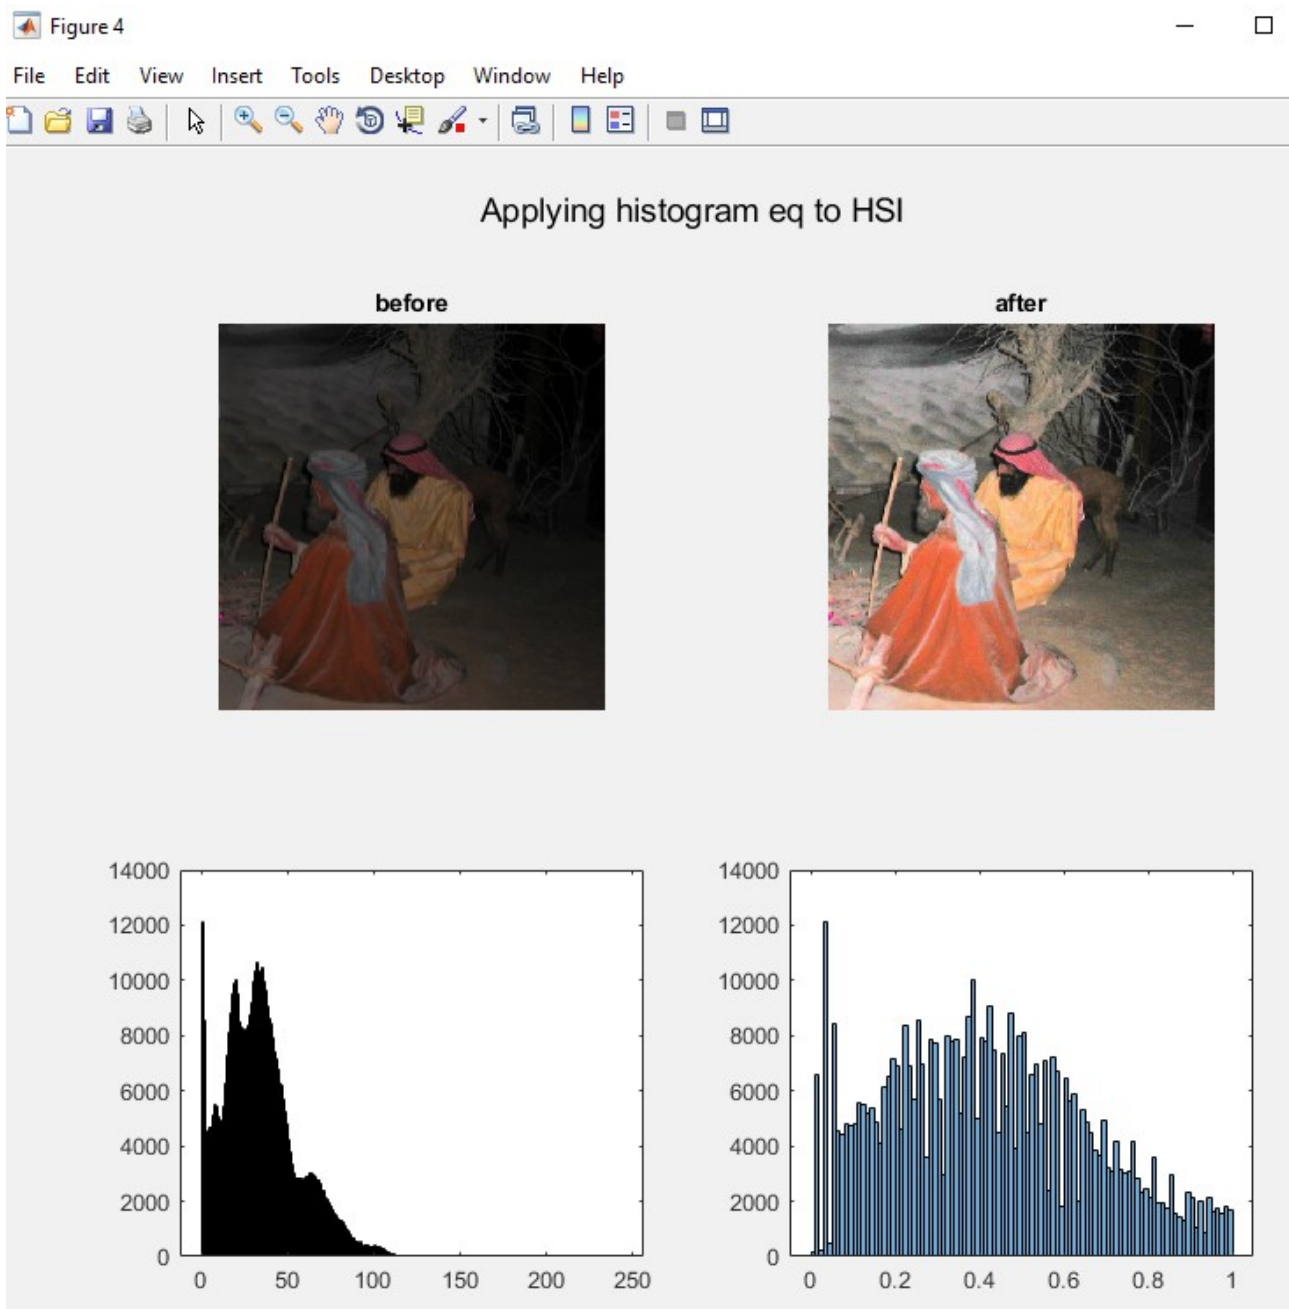 Figure 4
File Edit View Insert Tools Desktop Window Help
Applying histogram eq to HSI
before
after
14000
12000
10000
8000
6000
4000
2000
0
0 50 100 150 200 250
14000
12000
10000
8000
6000
4000
2000
0
0 0.2 0.4 0.6 0.8 1